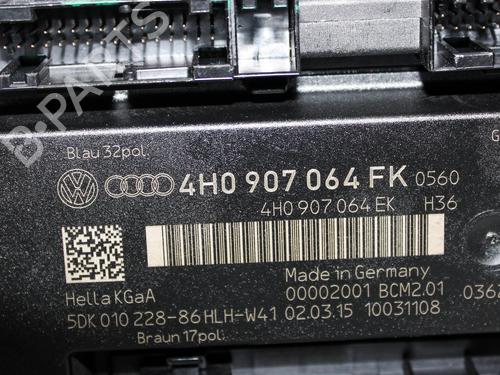 B-PARTS
Blau 32pol.
G
4H0 907 064 FK 0560
4H0 907 064 EK H36
Made in Germany
Hella KGaA 00002001 BCM2.01 036
5DK 010 228-86 HLH-W41 02.03.15 10031108
Braun 17pol.